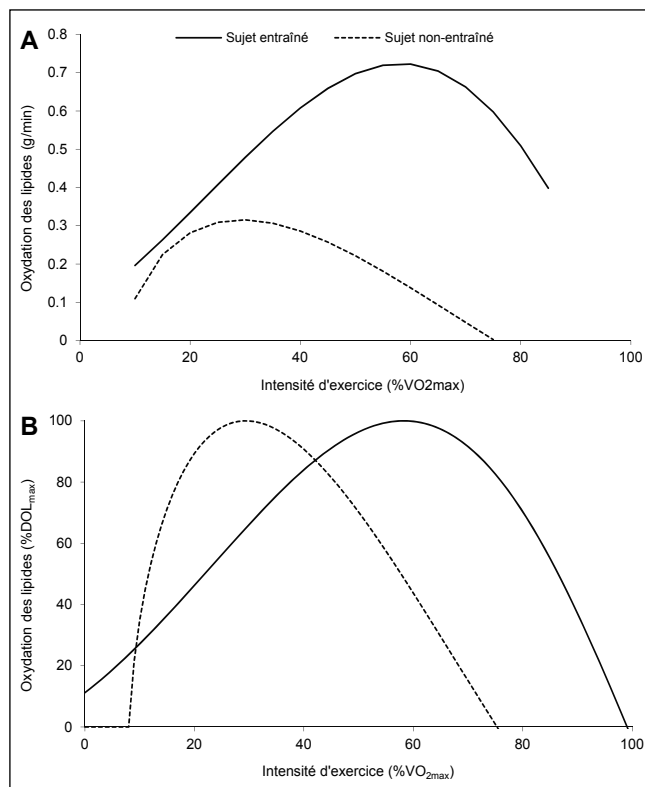 A
Sujet entraîné Sujet non-entraîné
Oxydation des lipides (g/min)
0.8
0.7
0.6
0.5
0.4
0.3
0.2
0.1
0
0 20 40 60 80 100
Intensité d'exercice (%VO2max)
B
Oxydation des lipides (%DOLmax)
100
80
60
40
20
0
0 20 40 60 80 100
Intensité d'exercice (%VO2max)